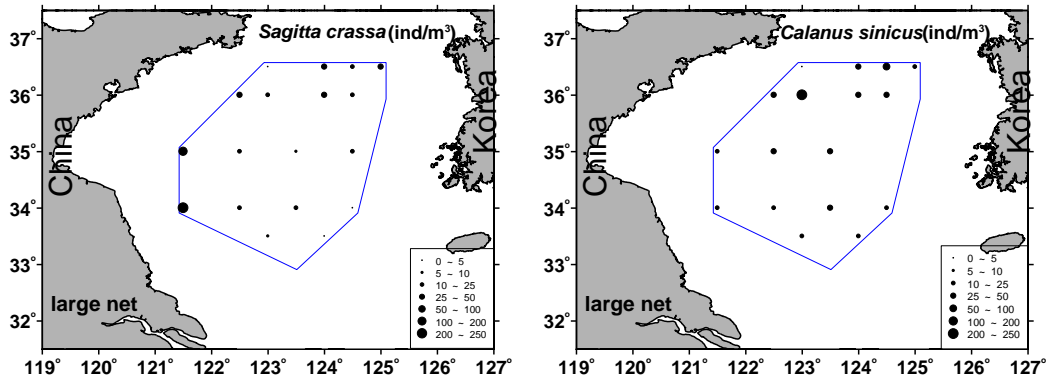 37°
36°
35°
34°
33°
32°
119° 120° 121° 122° 123° 124° 125° 126° 127°
Sagitta crassa (ind/m³)
China
Korea
large net
0 ~ 5
5 ~ 10
10 ~ 25
25 ~ 50
50 ~ 100
100 ~ 200
200 ~ 250
37°
36°
35°
34°
33°
32°
119° 120° 121° 122° 123° 124° 125° 126° 127°
Calanus sinicus(ind/m³)
China
Korea
large net
0 ~ 5
5 ~ 10
10 ~ 25
25 ~ 50
50 ~ 100
100 ~ 200
200 ~ 250